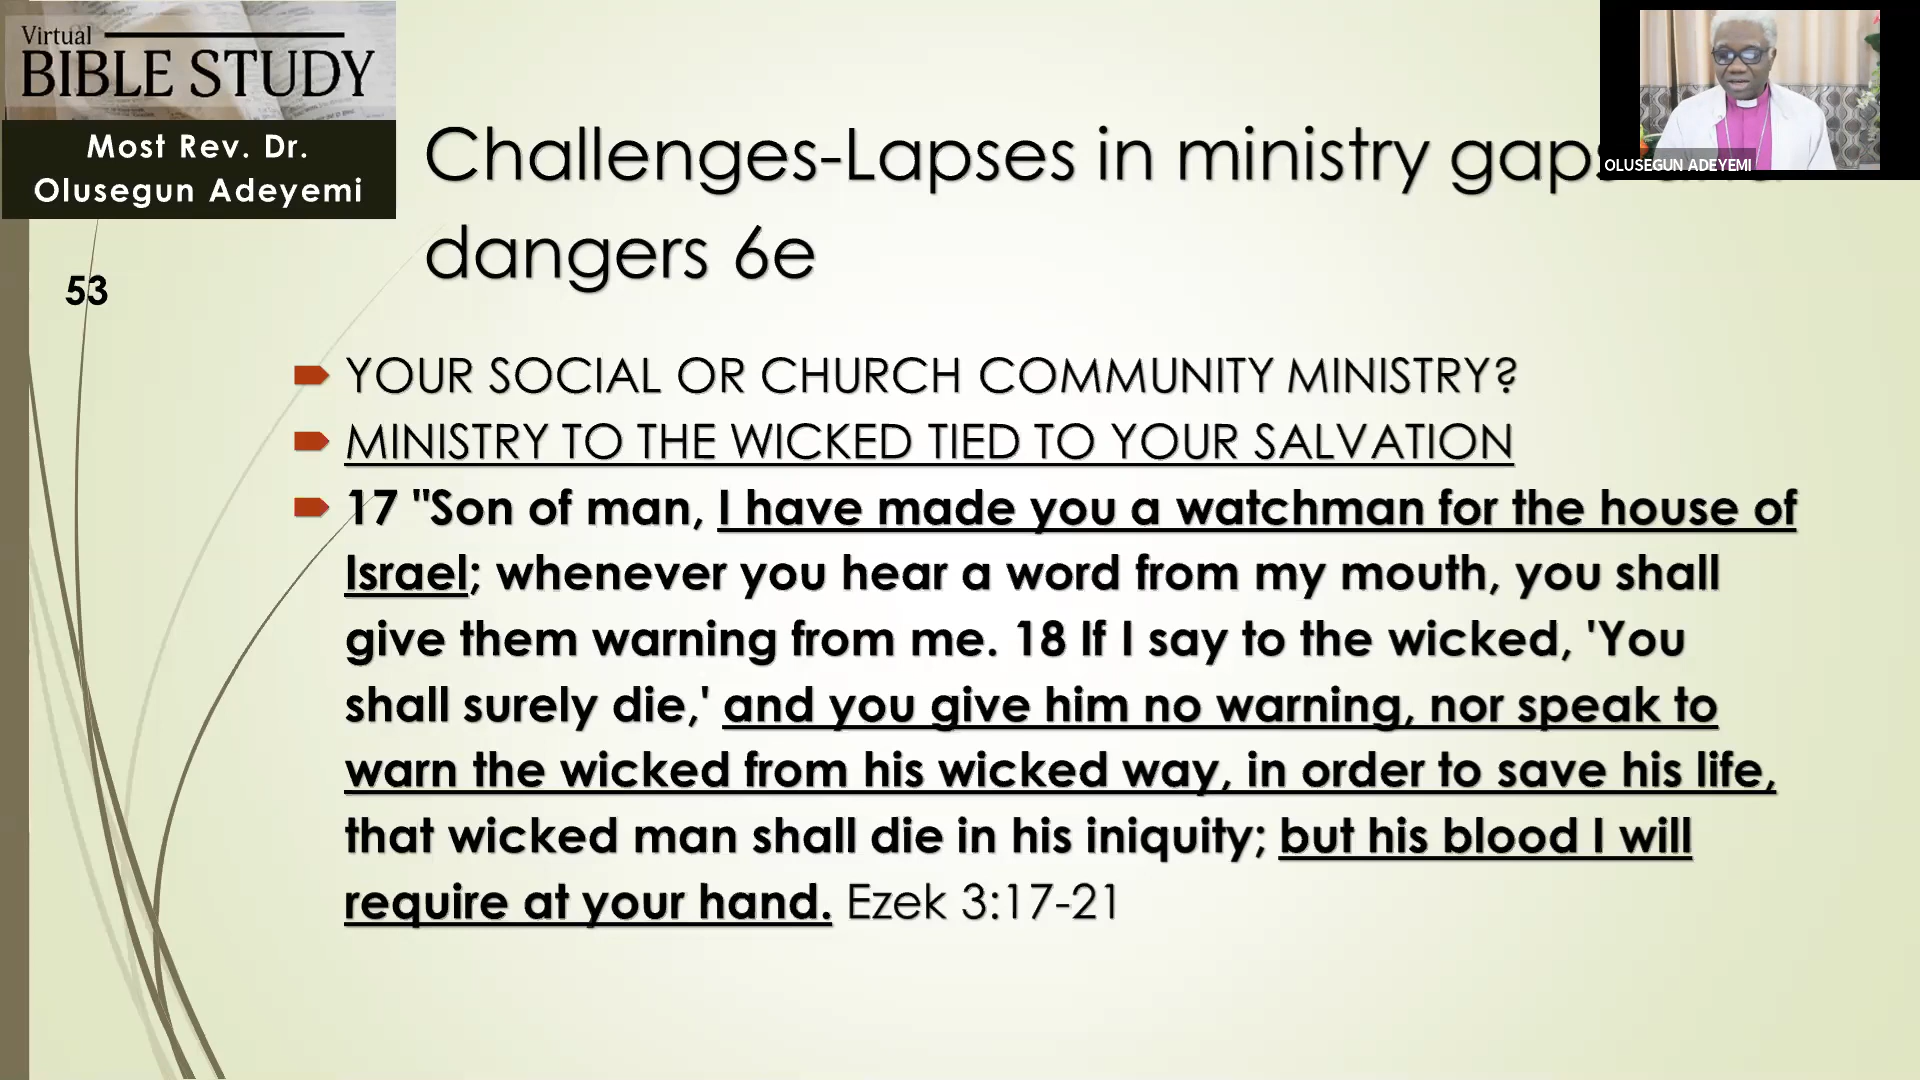 Virtual
BIBLE STUDY
Most Rev. Dr.
Olusegun Adeyemi
OLUSEGUN ADEYEMI
Challenges-Lapses in ministry gaps
dangers 6e
53
YOUR SOCIAL OR CHURCH COMMUNITY MINISTRY?
MINISTRY TO THE WICKED TIED TO YOUR SALVATION
17 "Son of man, I have made you a watchman for the house of
Israel; whenever you hear a word from my mouth, you shall
give them warning from me. 18 If I say to the wicked, 'You
shall surely die,' and you give him no warning, nor speak to
warn the wicked from his wicked way, in order to save his life,
that wicked man shall die in his iniquity; but his blood I will
require at your hand. Ezek 3:17-21